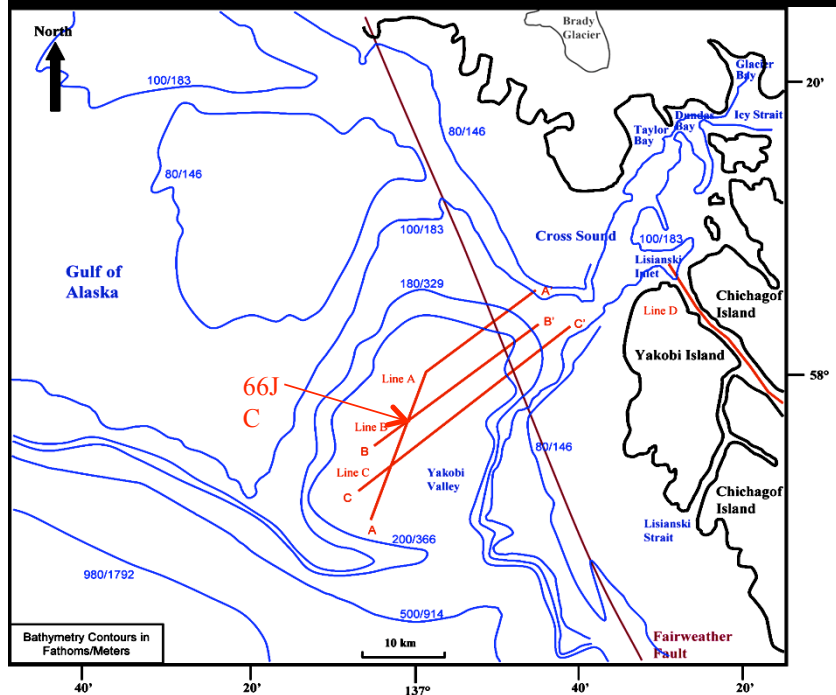 North
Brady
Glacier
Glacier
Bay
20'
100/183
80/146
Dundas
Bay
Icy Strait
Taylor
Bay
80/146
100/183
Cross Sound
100/183
Gulf of
Alaska
Lisianski
Inlet
180/329
A'
Chichagof
Island
B'
C'
Line D
Yakobi Island
58°
Line A
66J
C
Line B
B
80/146
Line C
Yakobi
Valley
C
Chichagof
Island
A
Lisianski
Strait
200/366
980/1792
500/914
Bathymetry Contours in
Fathoms/Meters
10 km
Fairweather
Fault
40'
20'
137°
40'
20'